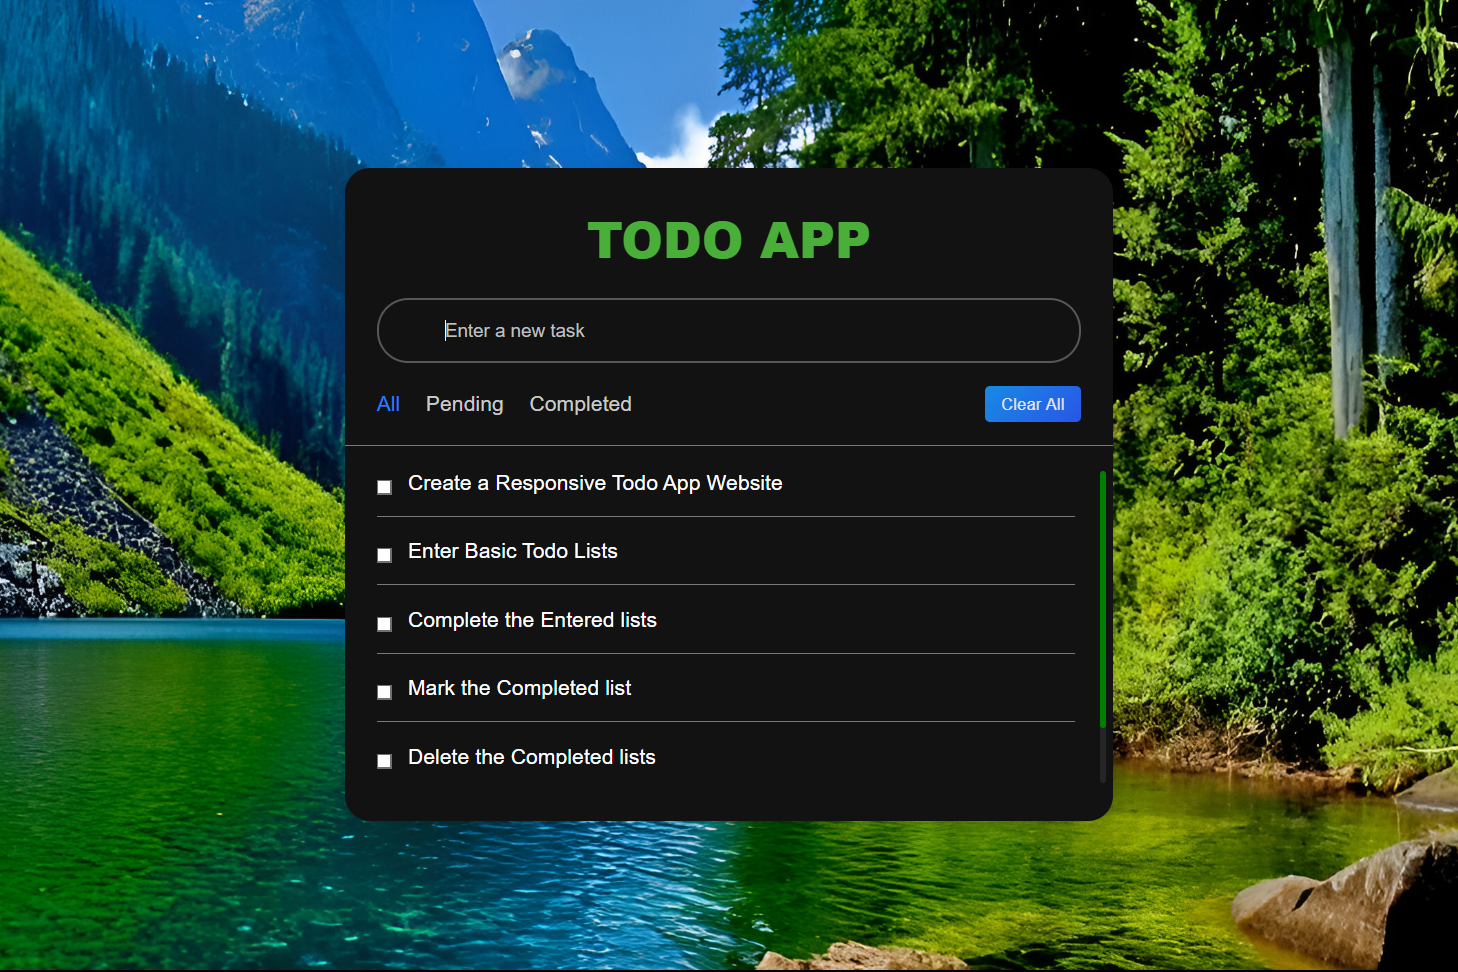 TODO APP
Enter a new task
All Pending Completed Clear All
Create a Responsive Todo App Website
Enter Basic Todo Lists
Complete the Entered lists
Mark the Completed list
Delete the Completed lists